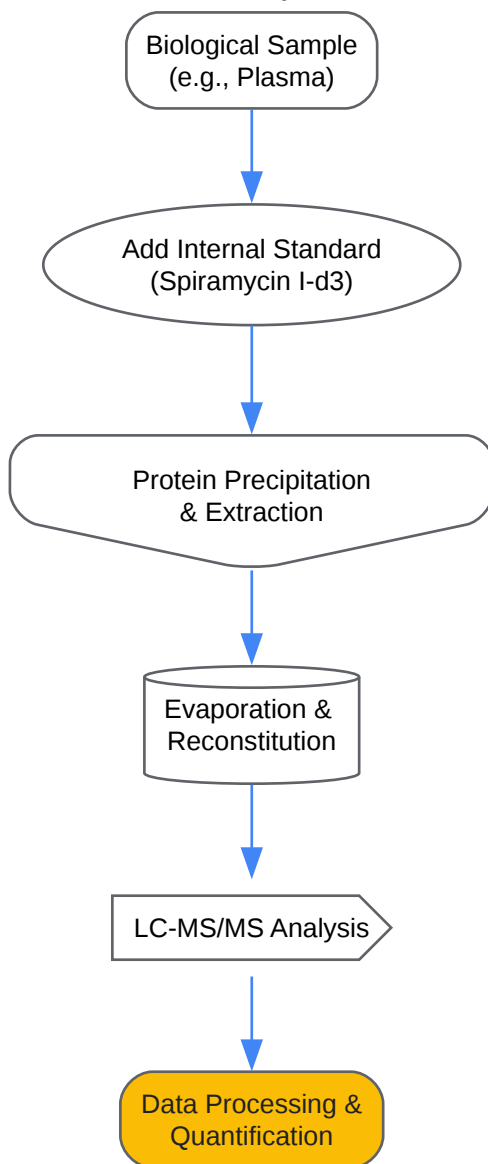 Biological Sample
(e.g., Plasma)
Add Internal Standard
(Spiramycin I-d3)
Protein Precipitation
& Extraction
Evaporation &
Reconstitution
LC-MS/MS Analysis
Data Processing &
Quantification